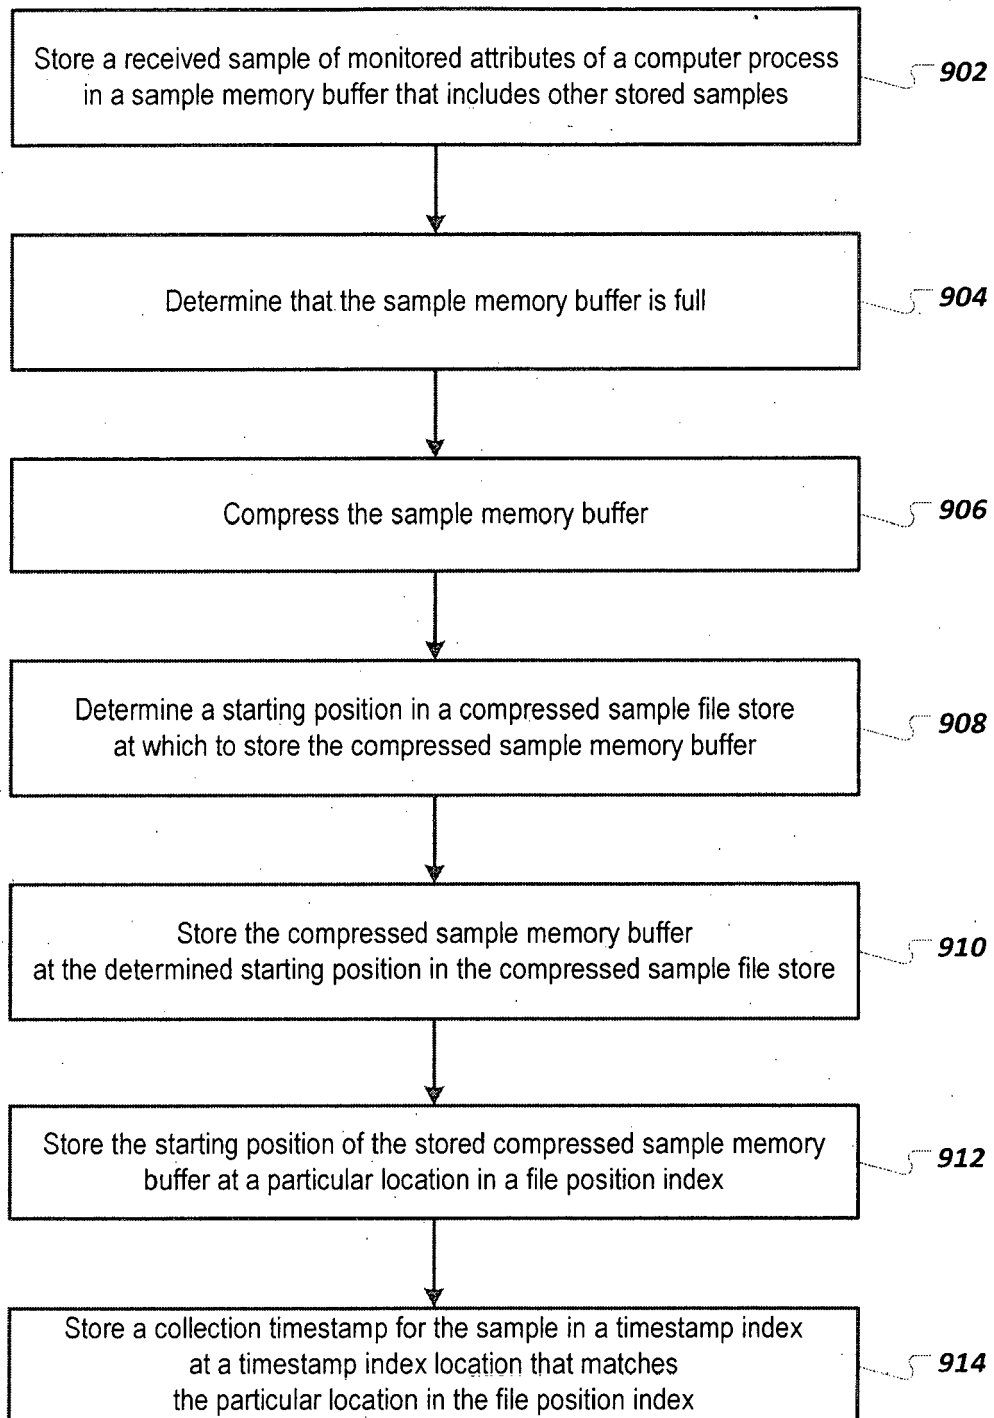 Store a received sample of monitored attributes of a computer process
in a sample memory buffer that includes other stored samples
902
Determine that the sample memory buffer is full
904
Compress the sample memory buffer
906
Determine a starting position in a compressed sample file store
at which to store the compressed sample memory buffer
908
Store the compressed sample memory buffer
at the determined starting position in the compressed sample file store
910
Store the starting position of the stored compressed sample memory
buffer at a particular location in a file position index
912
Store a collection timestamp for the sample in a timestamp index
at a timestamp index location that matches
the particular location in the file position index
914